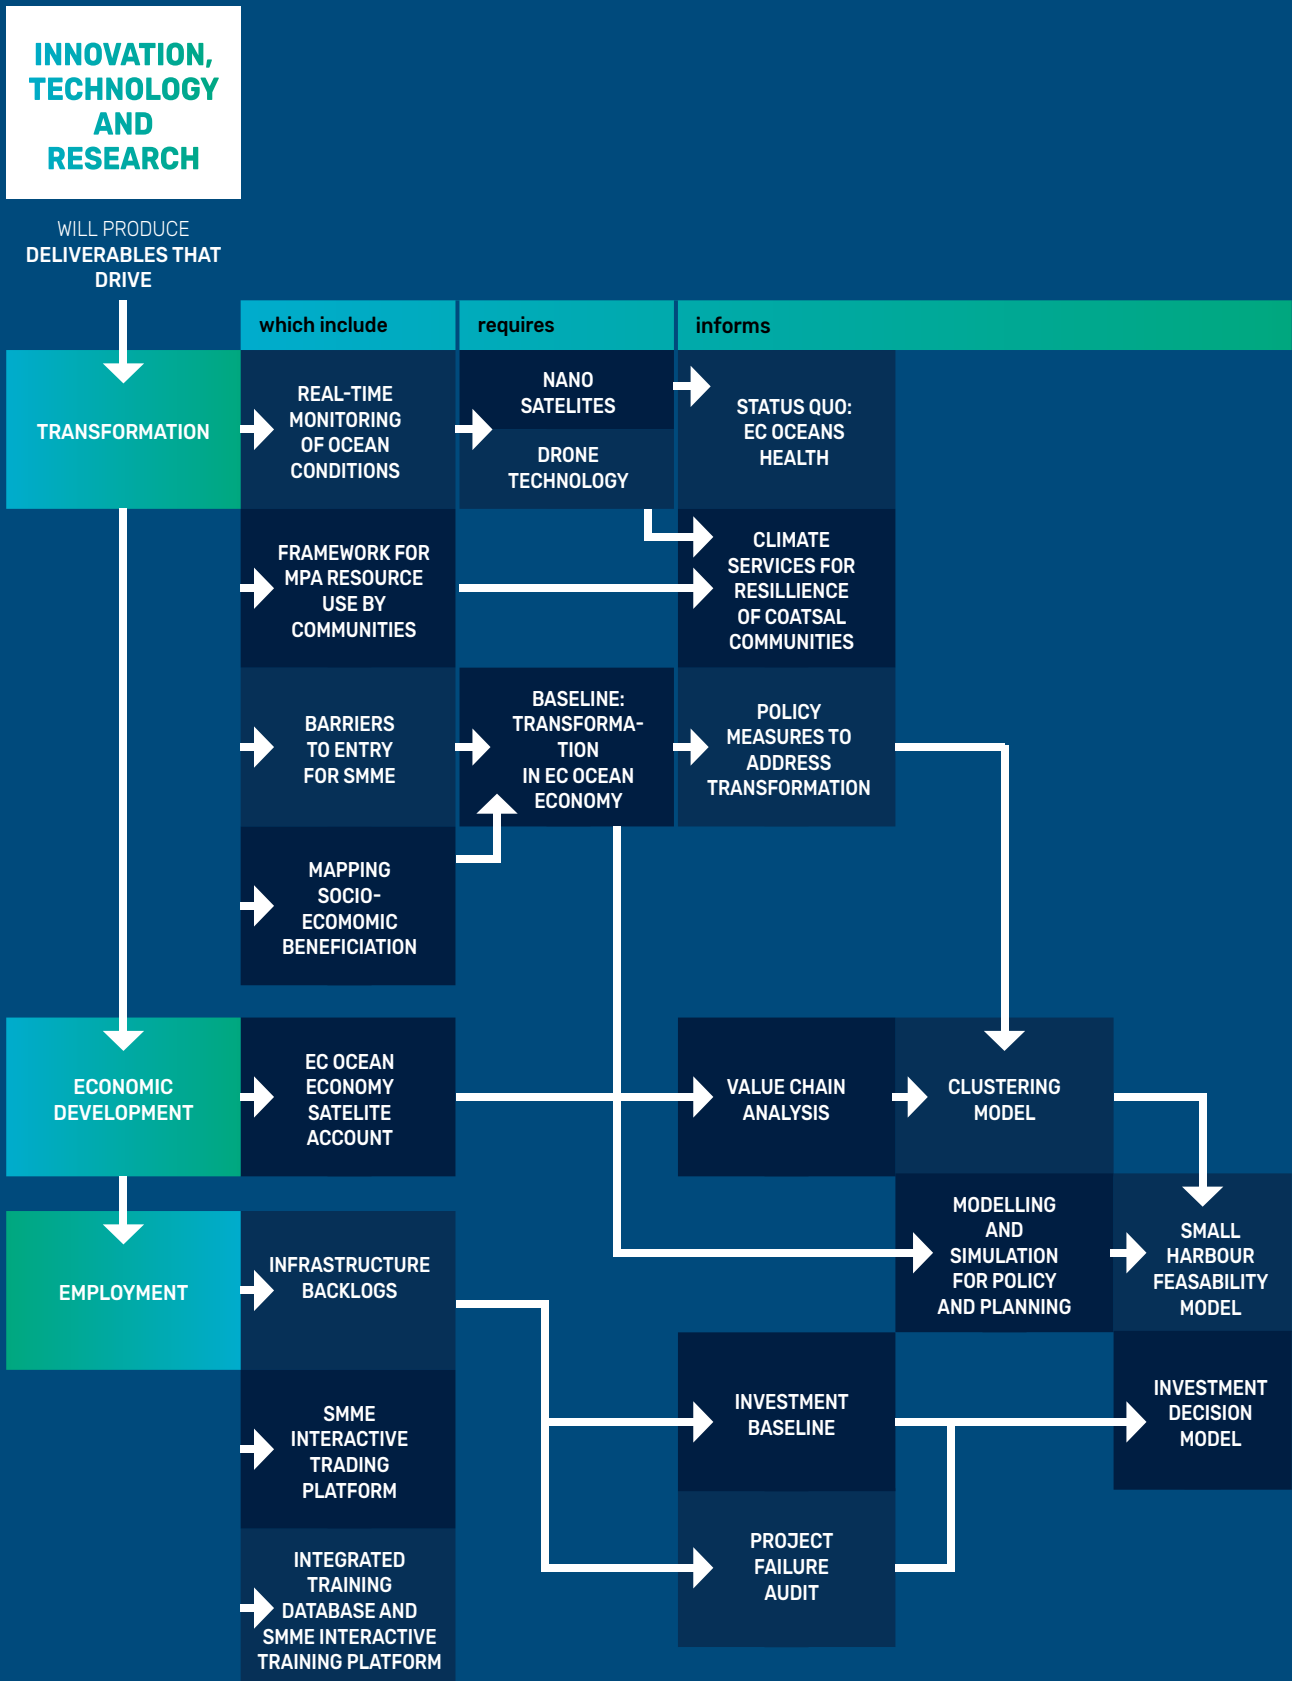 INNOVATION,
TECHNOLOGY
AND
RESEARCH
WILL PRODUCE
DELIVERABLES THAT
DRIVE
which include
requires
informs
TRANSFORMATION
REAL-TIME
MONITORING
OF OCEAN
CONDITIONS
NANO
SATELITES
DRONE
TECHNOLOGY
STATUS QUO:
EC OCEANS
HEALTH
FRAMEWORK FOR
MPA RESOURCE
USE BY
COMMUNITIES
CLIMATE
SERVICES FOR
RESILLIENCE
OF COATSAL
COMMUNITIES
BARRIERS
TO ENTRY
FOR SMME
BASELINE:
TRANSFORMA-
TION
IN EC OCEAN
ECONOMY
POLICY
MEASURES TO
ADDRESS
TRANSFORMATION
MAPPING
SOCIO-
ECOMOMIC
BENEFICIATION
ECONOMIC
DEVELOPMENT
EC OCEAN
ECONOMY
SATELITE
ACCOUNT
VALUE CHAIN
ANALYSIS
CLUSTERING
MODEL
MODELLING
AND
SIMULATION
FOR POLICY
AND PLANNING
SMALL
HARBOUR
FEASABILITY
MODEL
EMPLOYMENT
INFRASTRUCTURE
BACKLOGS
INVESTMENT
BASELINE
INVESTMENT
DECISION
MODEL
SMME
INTERACTIVE
TRADING
PLATFORM
PROJECT
FAILURE
AUDIT
INTEGRATED
TRAINING
DATABASE AND
SMME INTERACTIVE
TRAINING PLATFORM